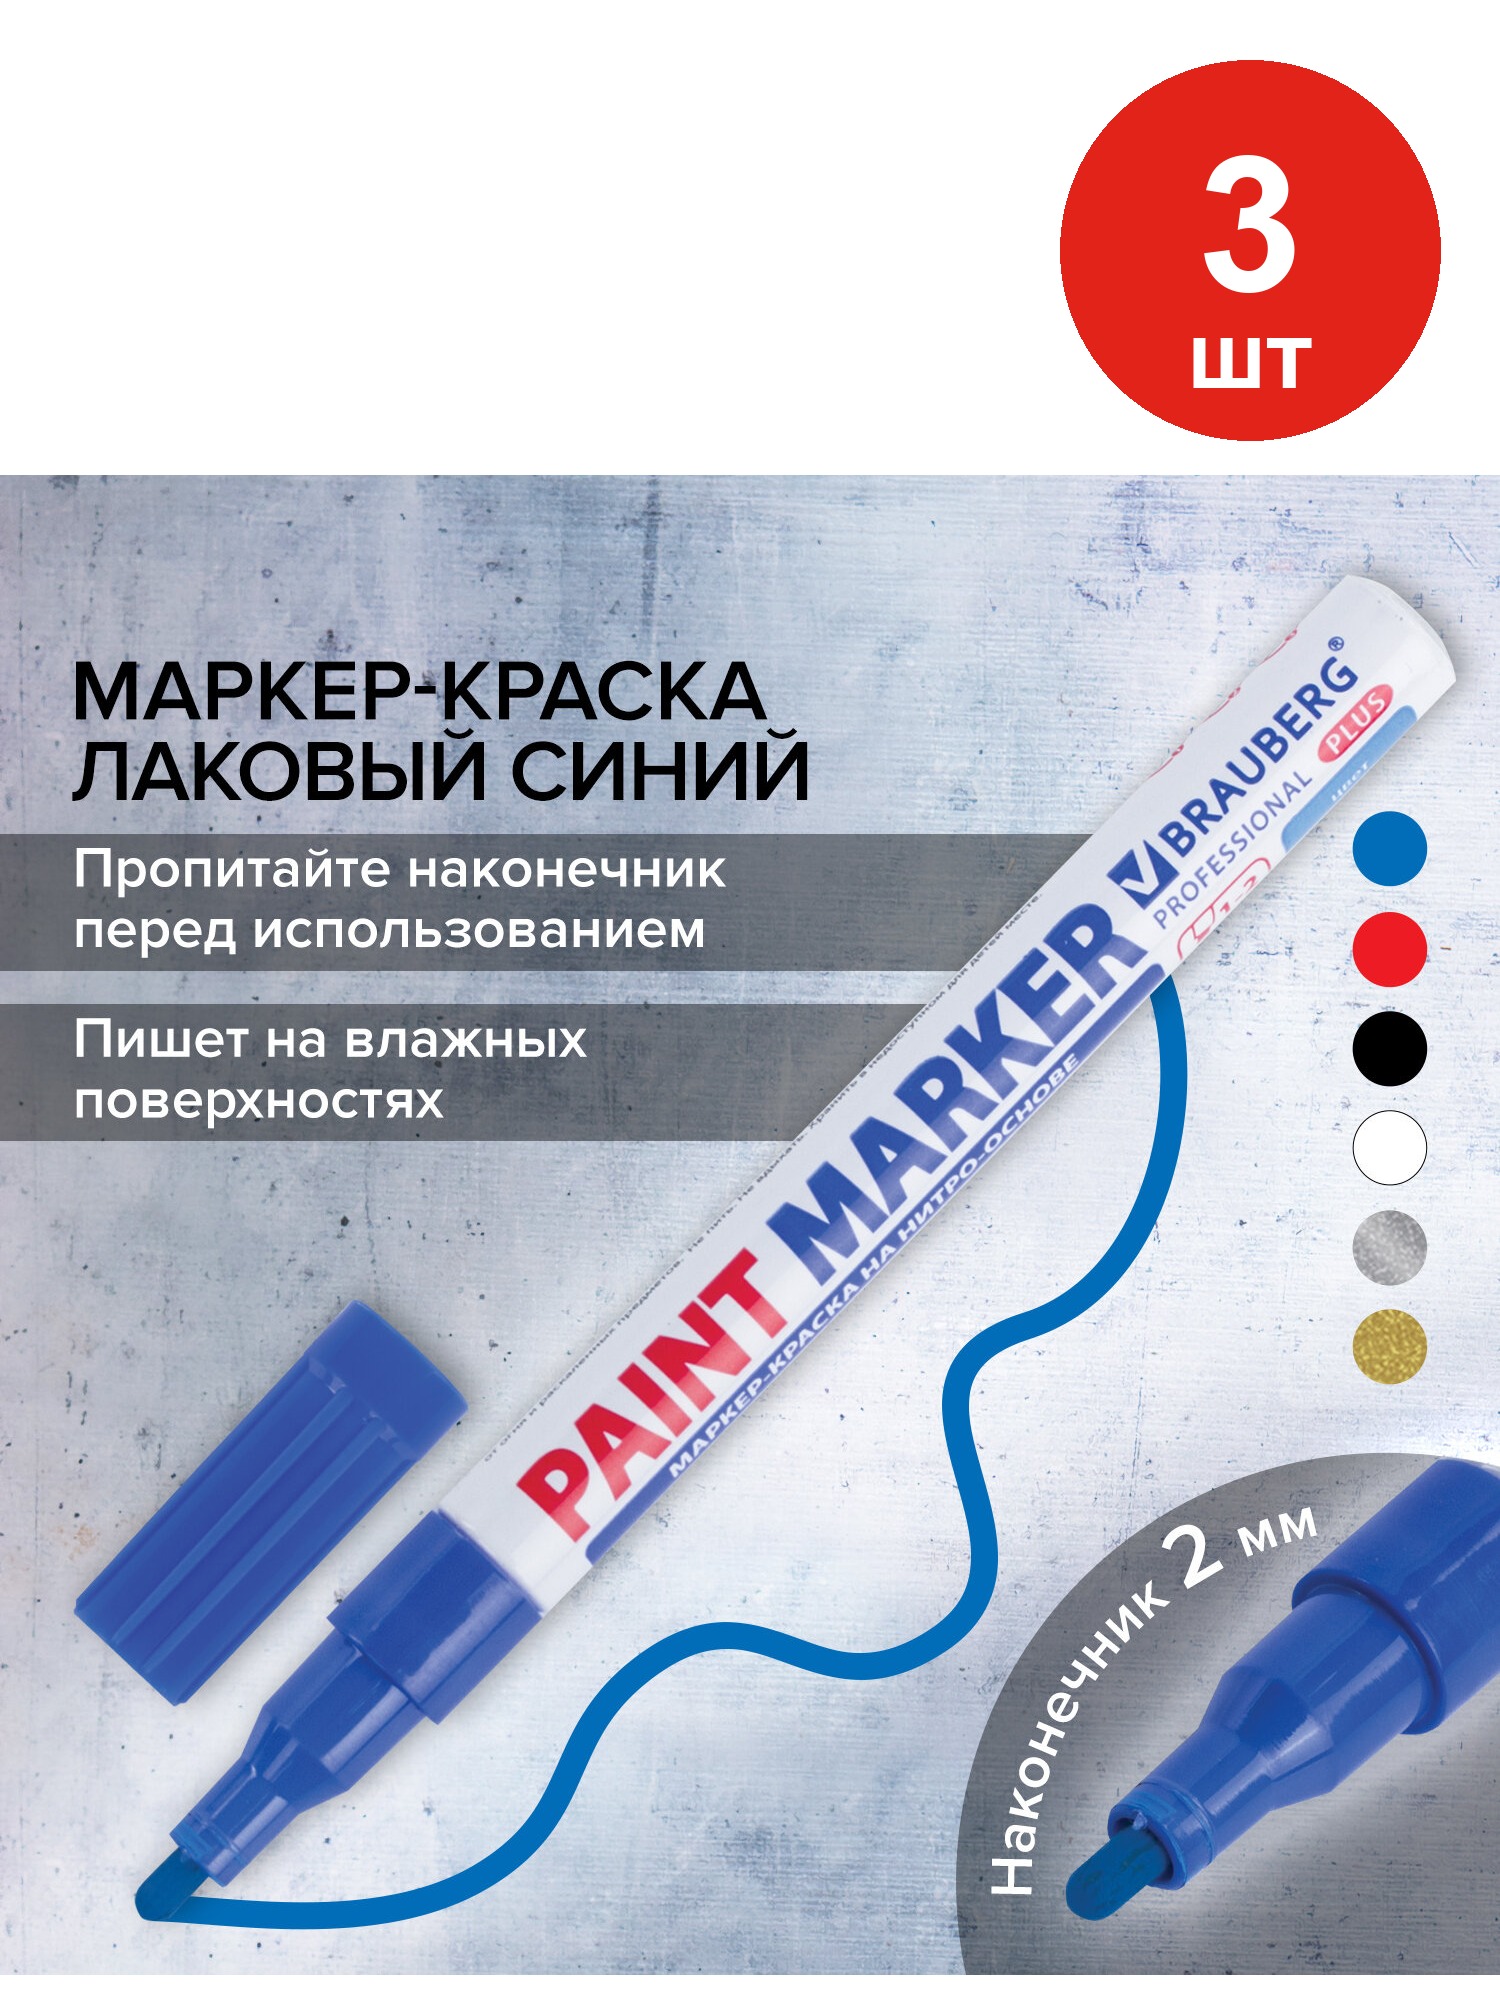 3
шт
МАРКЕР-КРАСКА
ЛАКОВЫЙ СИНИЙ
Пропитайте наконечник
перед использованием
Пишет на влажных
поверхностях
BRAUBERG®
PROFESSIONAL PLUS
цвет
PAINT MARKER
МАРКЕР-КРАСКА НА НИТРО-ОСНОВЕ
Наконечник 2 мм